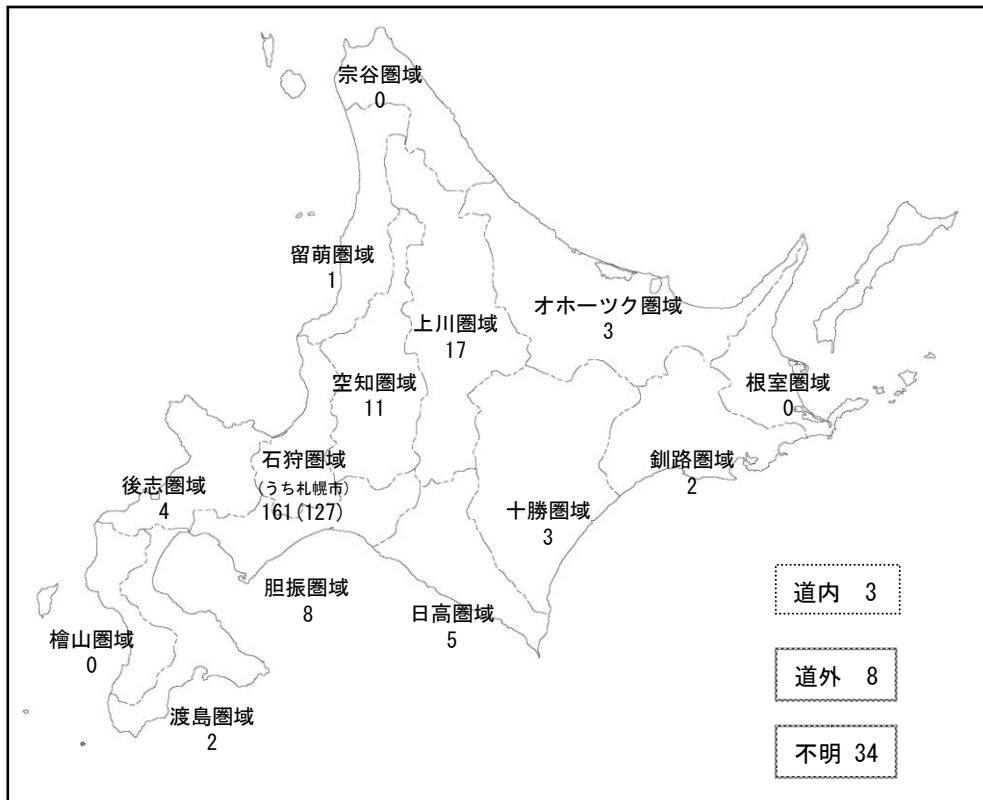 宗谷圏域
0
留萌圏域
1
オホーツク圏域
3
上川圏域
17
空知圏域
11
根室圏域
0
石狩圏域
(うち札幌市)
161(127)
釧路圏域
2
後志圏域
4
十勝圏域
3
胆振圏域
8
日高圏域
5
檜山圏域
0
渡島圏域
2
道内 3
道外 8
不明 34